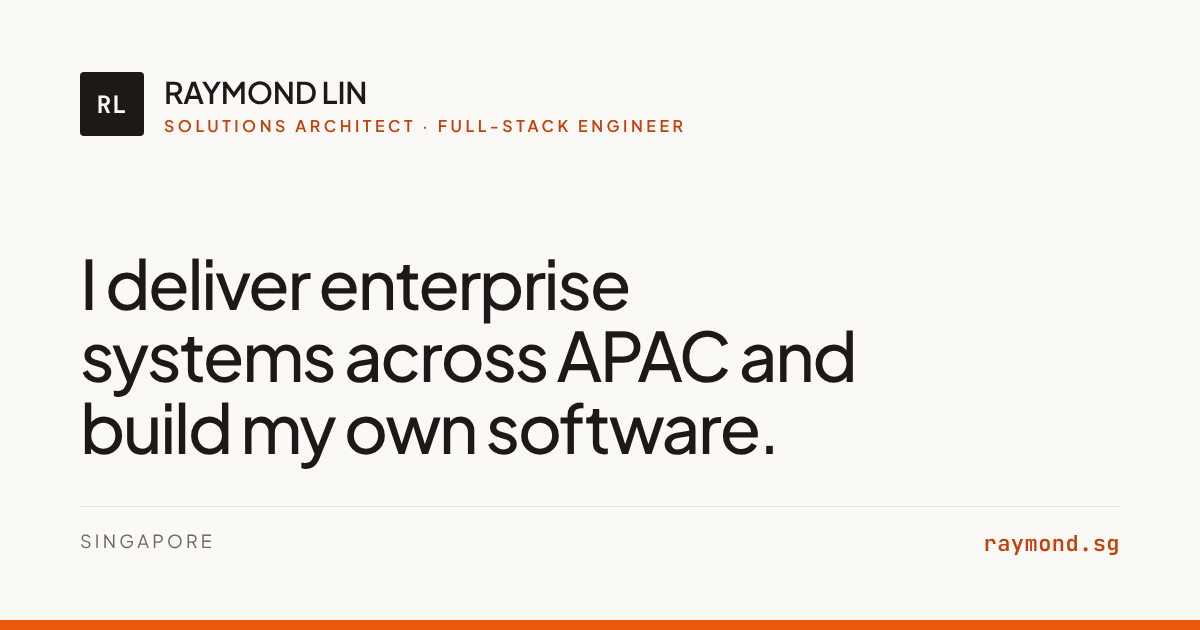 RL
RAYMOND LIN
SOLUTIONS ARCHITECT · FULL-STACK ENGINEER
I deliver enterprise
systems across APAC and
build my own software.
SINGAPORE
raymond.sg